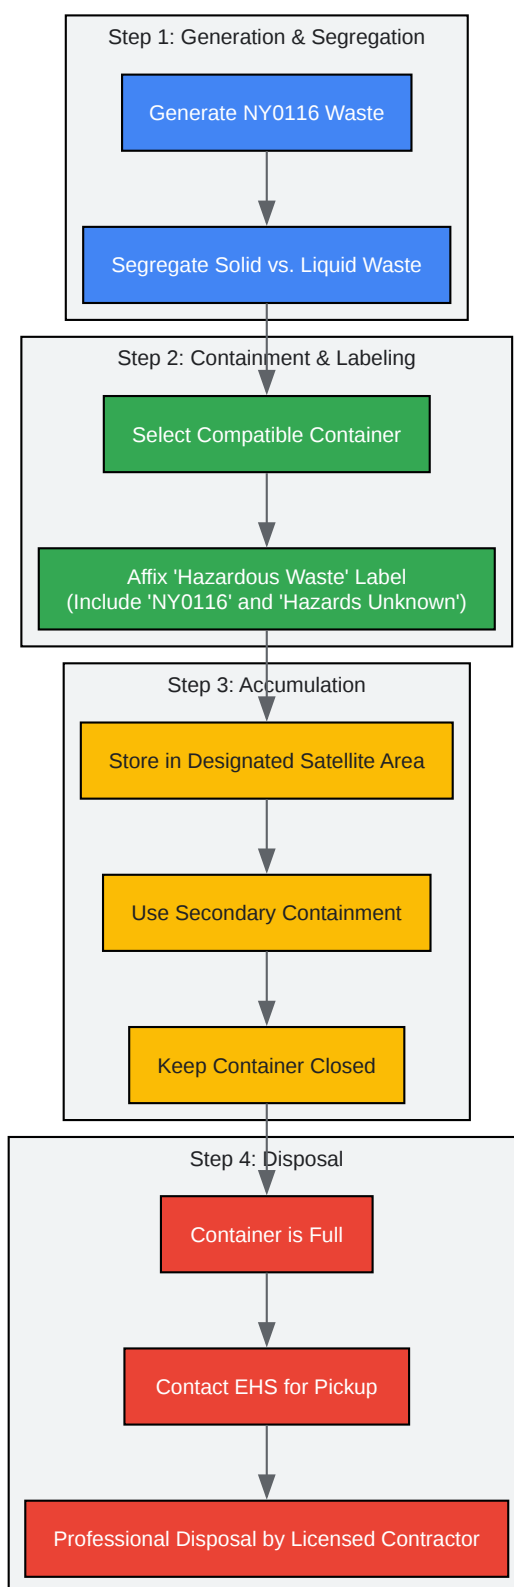 Step 1: Generation & Segregation
Generate NY0116 Waste
Segregate Solid vs. Liquid Waste
Step 2: Containment & Labeling
Select Compatible Container
Affix 'Hazardous Waste' Label
(Include 'NY0116' and 'Hazards Unknown')
Step 3: Accumulation
Store in Designated Satellite Area
Use Secondary Containment
Keep Container Closed
Step 4: Disposal
Container is Full
Contact EHS for Pickup
Professional Disposal by Licensed Contractor